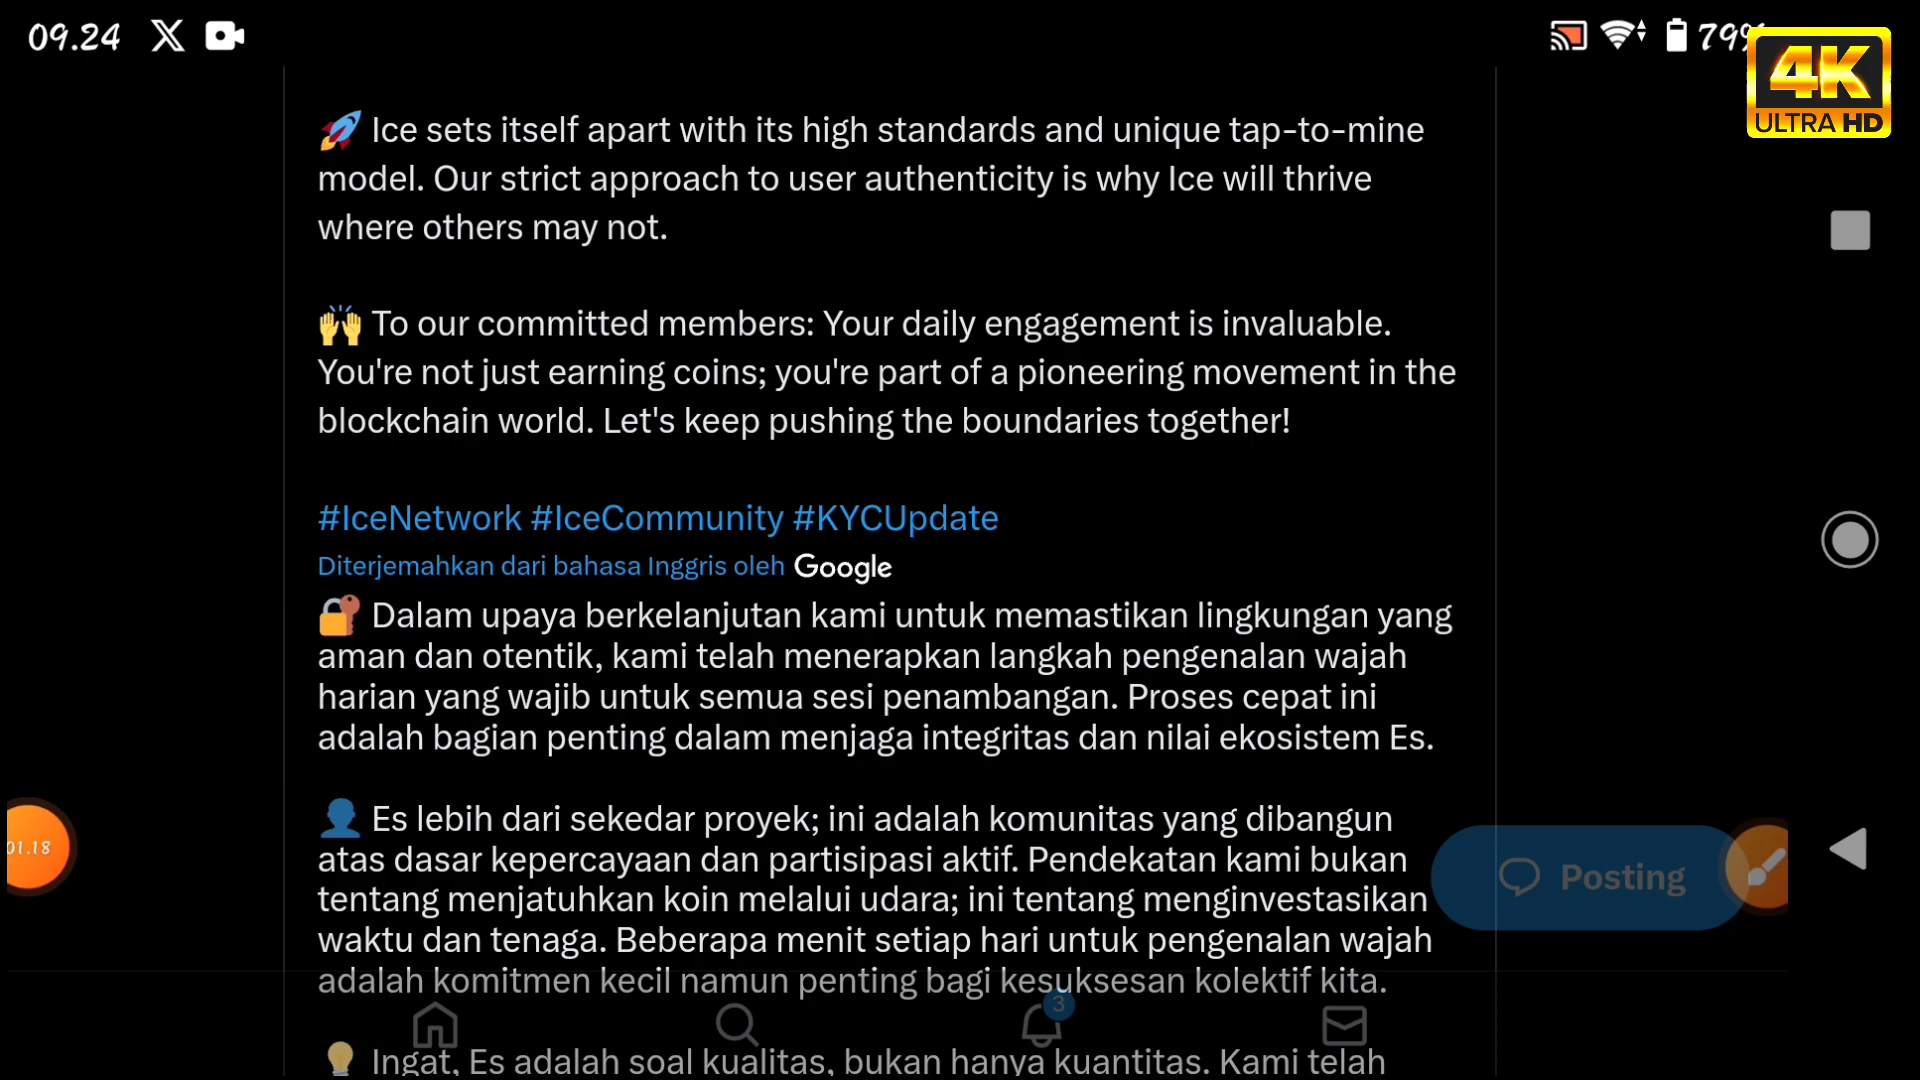 09.24
79%
4K
ULTRA HD
Ice sets itself apart with its high standards and unique tap-to-mine
model. Our strict approach to user authenticity is why Ice will thrive
where others may not.
To our committed members: Your daily engagement is invaluable.
You're not just earning coins; you're part of a pioneering movement in the
blockchain world. Let's keep pushing the boundaries together!
#IceNetwork #IceCommunity #KYCUpdate
Diterjemahkan dari bahasa Inggris oleh Google
Dalam upaya berkelanjutan kami untuk memastikan lingkungan yang
aman dan otentik, kami telah menerapkan langkah pengenalan wajah
harian yang wajib untuk semua sesi penambangan. Proses cepat ini
adalah bagian penting dalam menjaga integritas dan nilai ekosistem Es.
Es lebih dari sekedar proyek; ini adalah komunitas yang dibangun
atas dasar kepercayaan dan partisipasi aktif. Pendekatan kami bukan
tentang menjatuhkan koin melalui udara; ini tentang menginvestasikan
waktu dan tenaga. Beberapa menit setiap hari untuk pengenalan wajah
adalah komitmen kecil namun penting bagi kesuksesan kolektif kita.
01.18
Posting
3
Ingat, Es adalah soal kualitas, bukan hanya kuantitas. Kami telah